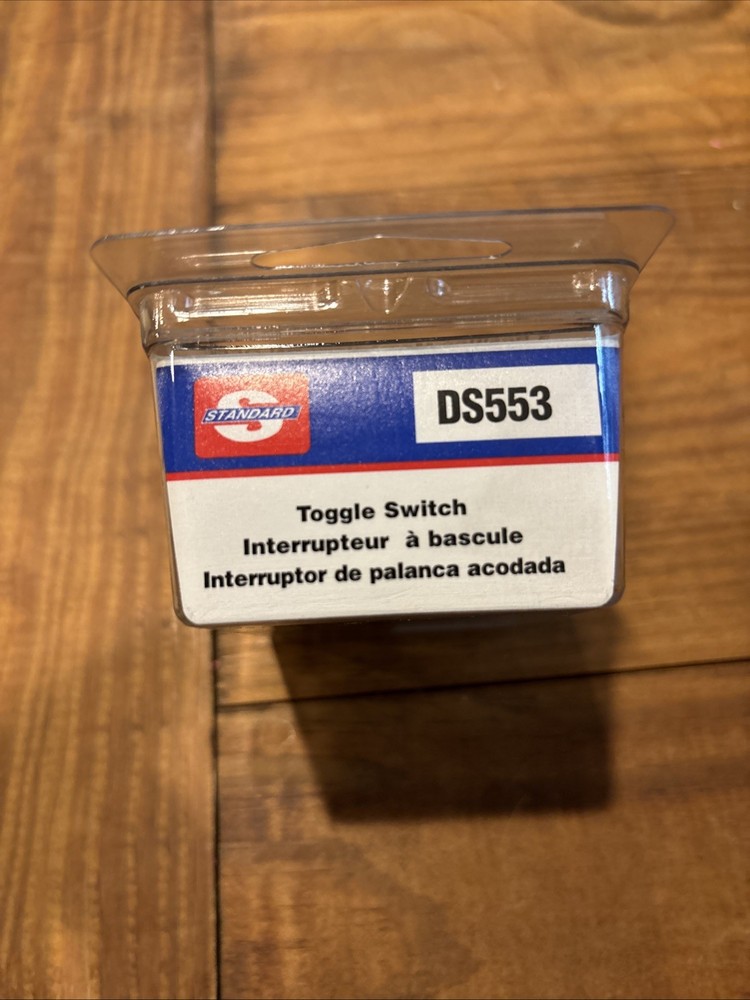 STANDARD
DS553
Toggle Switch
Interrupteur à bascule
Interruptor de palanca acodada